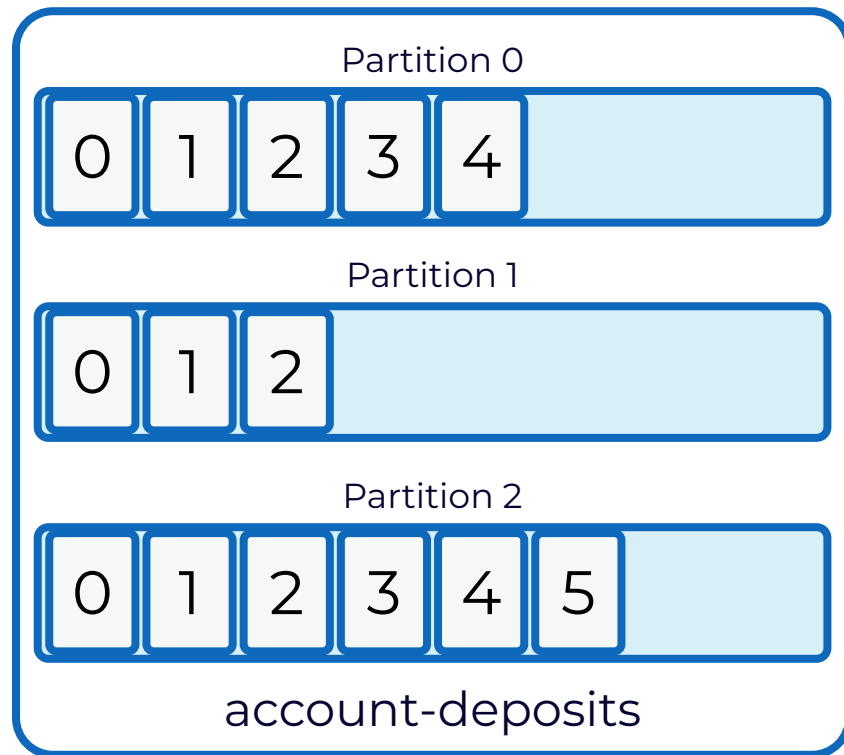 Partition 0
0 1 2 3 4
Partition 1
0 1 2
Partition 2
0 1 2 3 4 5
account-deposits